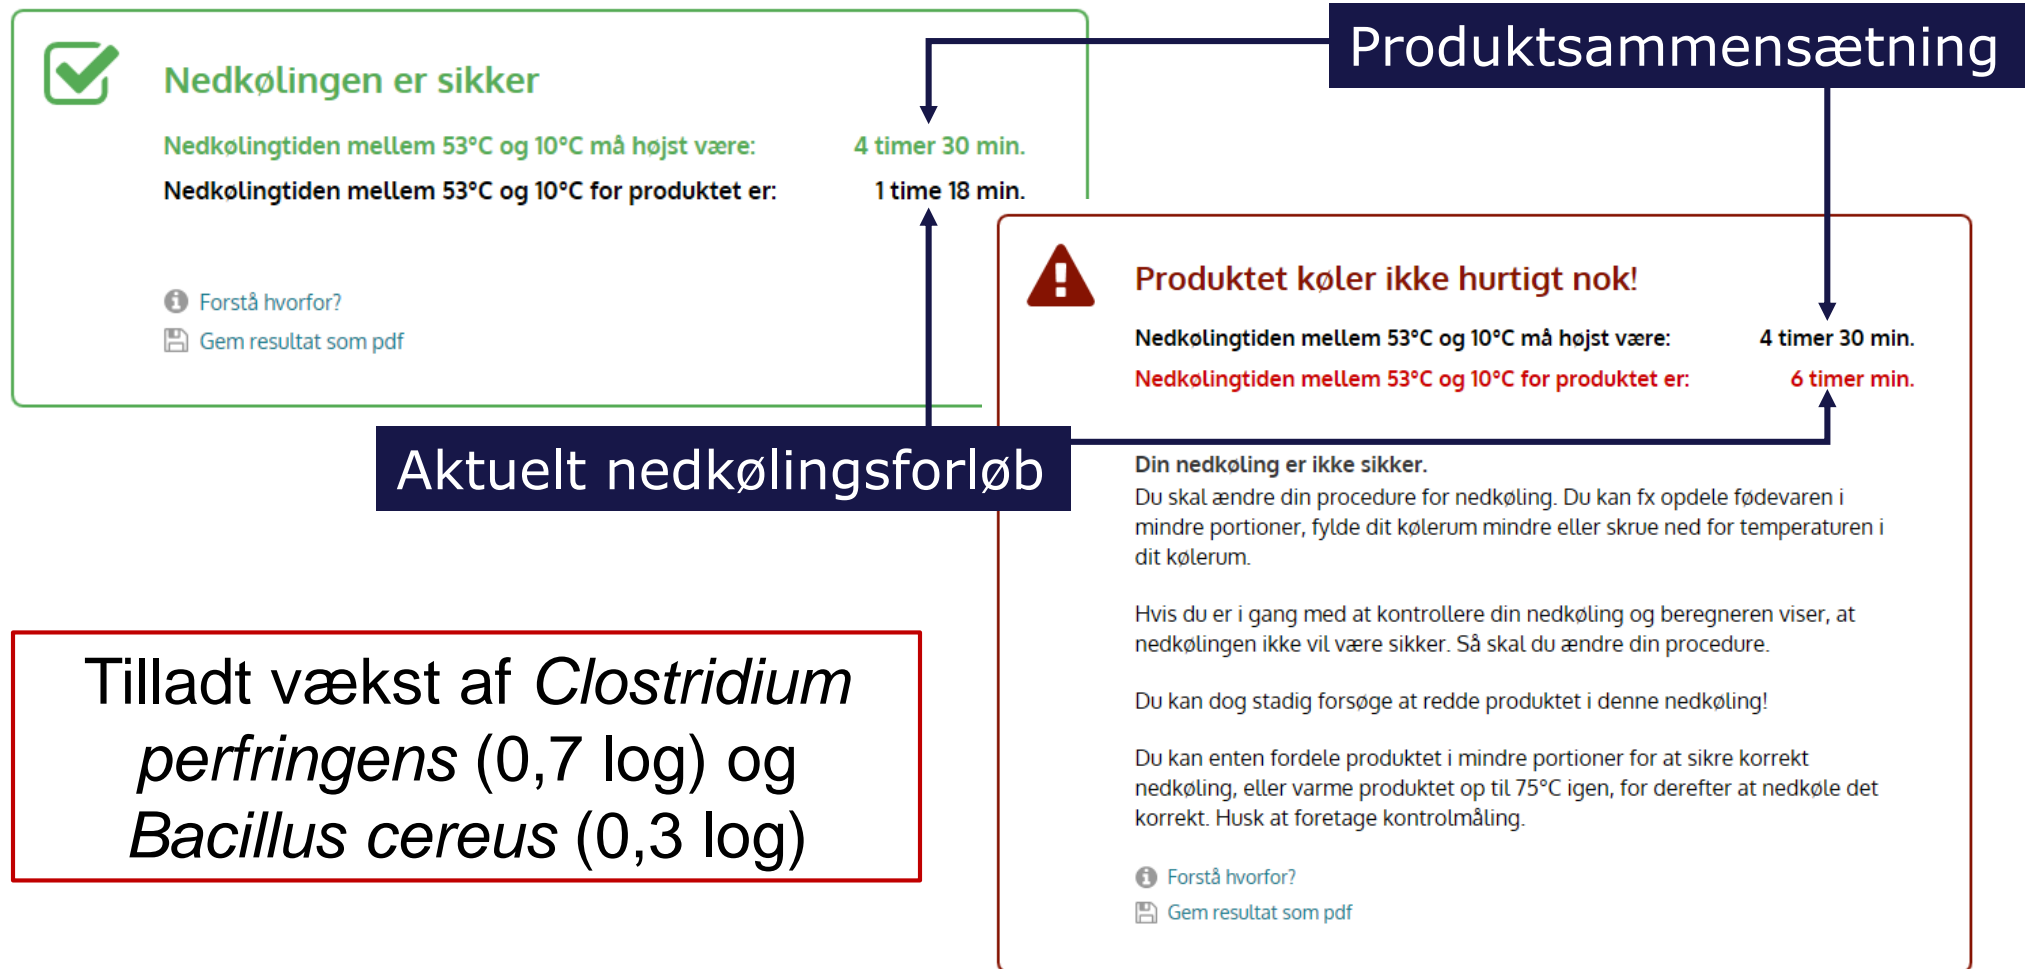 Produktsammensætning
Nedkølingen er sikker
Nedkølingtiden mellem 53°C og 10°C må højst være: 4 timer 30 min.
Nedkølingtiden mellem 53°C og 10°C for produktet er: 1 time 18 min.
Forstå hvorfor?
Gem resultat som pdf
Produktet køler ikke hurtigt nok!
Nedkølingtiden mellem 53°C og 10°C må højst være: 4 timer 30 min.
Nedkølingtiden mellem 53°C og 10°C for produktet er: 6 timer min.
Aktuelt nedkølingsforløb
Din nedkøling er ikke sikker.
Du skal ændre din procedure for nedkøling. Du kan fx opdele fødevaren i
mindre portioner, fylde dit kølerum mindre eller skrue ned for temperaturen i
dit kølerum.
Hvis du er i gang med at kontrollere din nedkøling og beregneren viser, at
nedkølingen ikke vil være sikker. Så skal du ændre din procedure.
Du kan dog stadig forsøge at redde produktet i denne nedkøling!
Du kan enten fordele produktet i mindre portioner for at sikre korrekt
nedkøling, eller varme produktet op til 75°C igen, for derefter at nedkøle det
korrekt. Husk at foretage kontrolmåling.
Forstå hvorfor?
Gem resultat som pdf
Tilladt vækst af Clostridium
perfringens (0,7 log) og
Bacillus cereus (0,3 log)